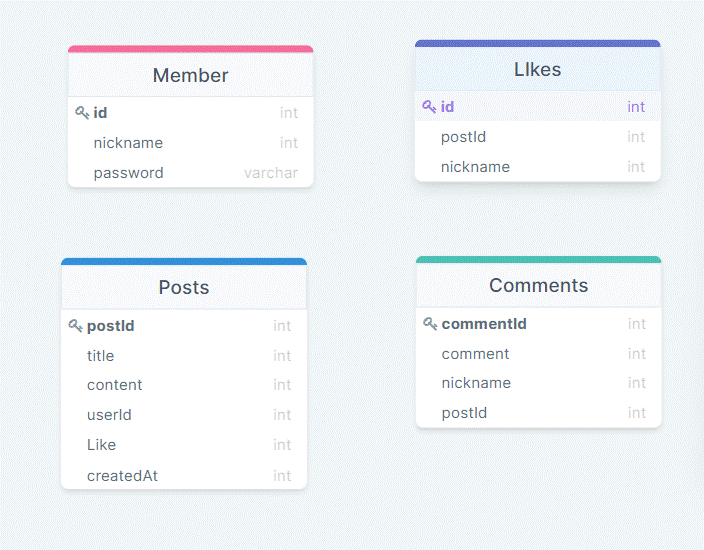 Member
id int
nickname int
password varchar
LIkes
id int
postId int
nickname int
Posts
postId int
title int
content int
userId int
Like int
createdAt int
Comments
commentId int
comment int
nickname int
postId int